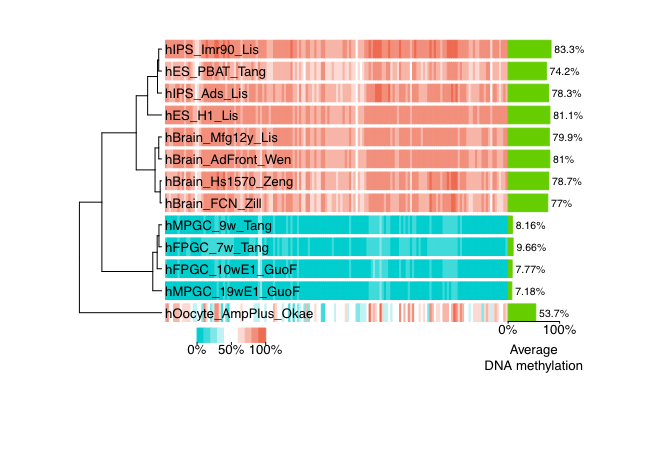 hIPS_Imr90_Lis 83.3%
hES_PBAT_Tang 74.2%
hIPS_Ads_Lis 78.3%
hES_H1_Lis 81.1%
hBrain_Mfg12y_Lis 79.9%
hBrain_AdFront_Wen 81%
hBrain_Hs1570_Zeng 78.7%
hBrain_FCN_Zill 77%
hMPGC_9w_Tang 8.16%
hFPGC_7w_Tang 9.66%
hFPGC_10wE1_GuoF 7.77%
hMPGC_19wE1_GuoF 7.18%
hOocyte_AmpPlus_Okae 53.7%
0% 100%
0% 50% 100%
Average
DNA methylation